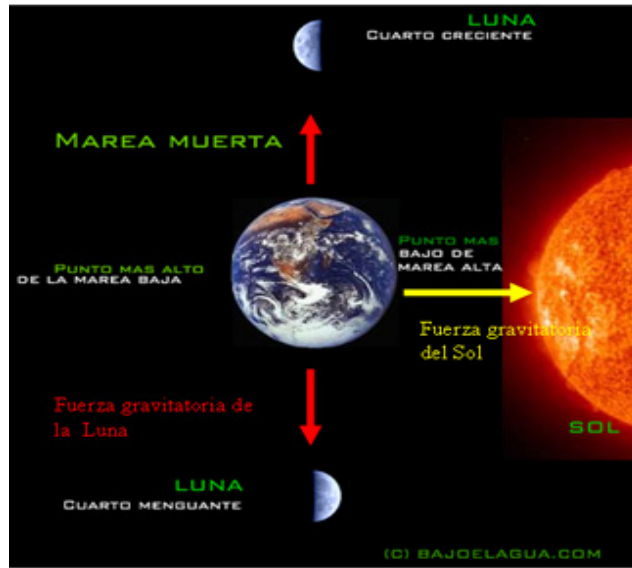 LUNA
CUARTO CRECIENTE
MAREA MUERTA
PUNTO MAS ALTO
DE LA MAREA BAJA
PUNTO MAS
BAJO DE
MAREA ALTA
Fuerza gravitatoria
del Sol
Fuerza gravitatoria de
la Luna
SOL
LUNA
CUARTO MENGUANTE
(C) BAJOELAGUA.COM